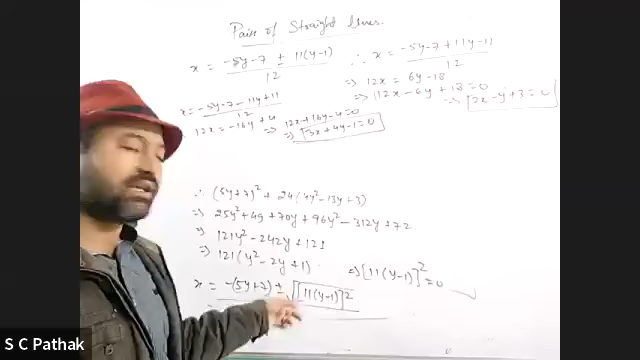 Pair of Straight lines.
x = -5y-7 ± 11(y-1) / 12
∴ x = -5y-7+11y-11 / 12
⇒ 12x = 6y-18
⇒ 12x-6y+18=0
⇒ 2x-y+3=0
x = -5y-7-11y+11 / 12
12x = -16y+4 ⇒ 12x+16y-4=0
⇒ 3x+4y-1=0
∴ (5y+7)² + 24(4y²-13y+3)
⇒ 25y²+49+70y+96y²-312y+72
⇒ 121y²-242y+121
⇒ 121(y²-2y+1) ⇒ [11(y-1)]²=0
x = -(5y+7) ± √[11(y-1)]²
S C Pathak